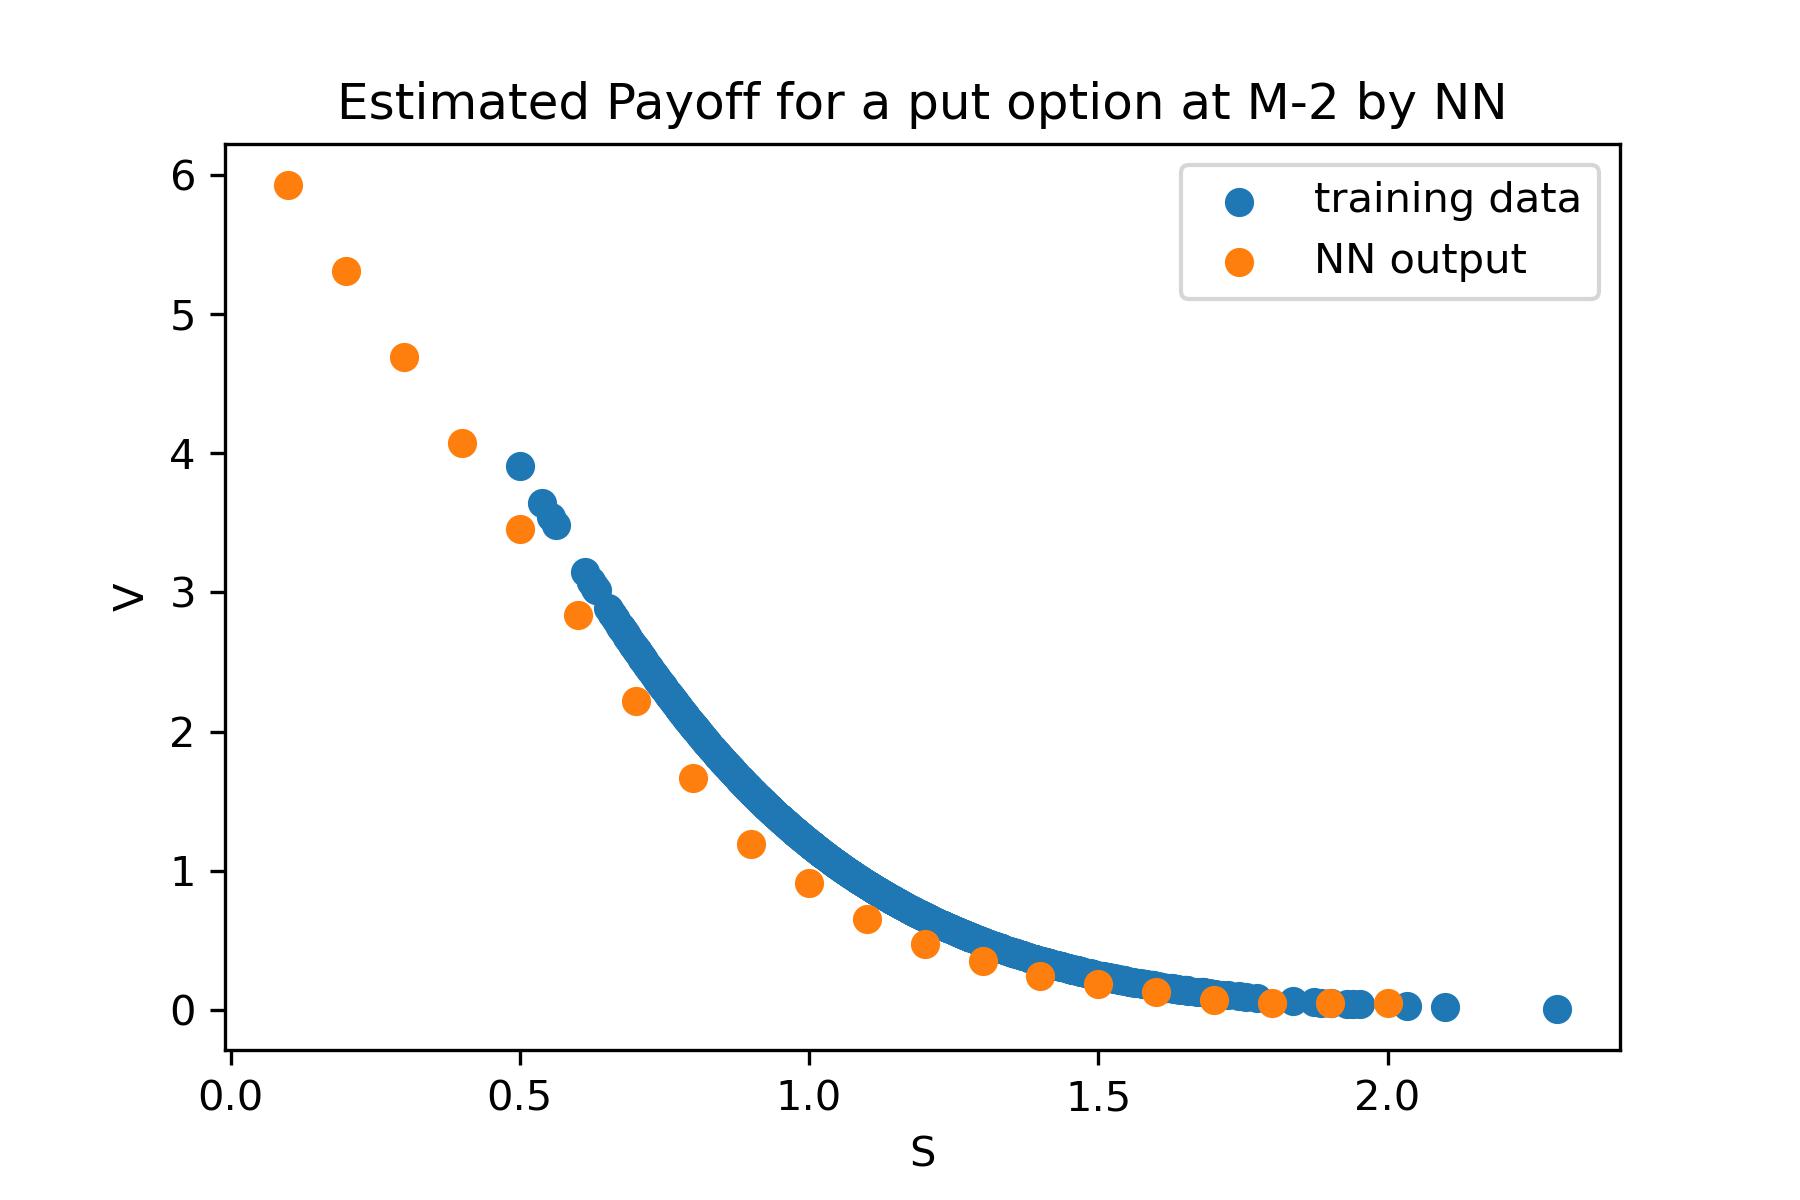 Estimated Payoff for a put option at M-2 by NN
training data
NN output
6
5
4
3
2
1
0
V
0.0 0.5 1.0 1.5 2.0
S